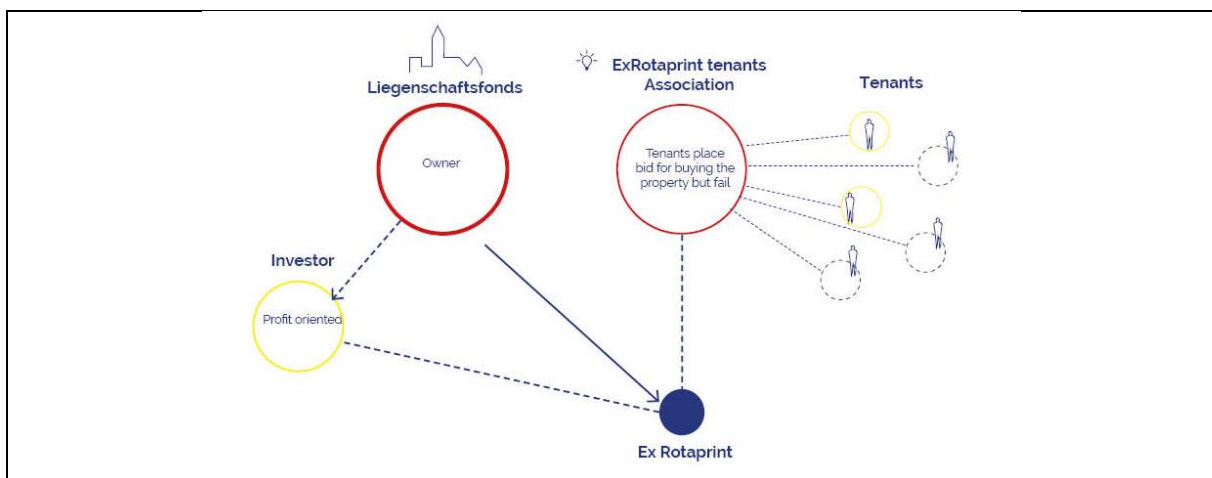 Liegenschaftsfonds
Owner
ExRotaprint tenants
Association
Tenants place
bid for buying the
property but fail
Tenants
Investor
Profit oriented
Ex Rotaprint